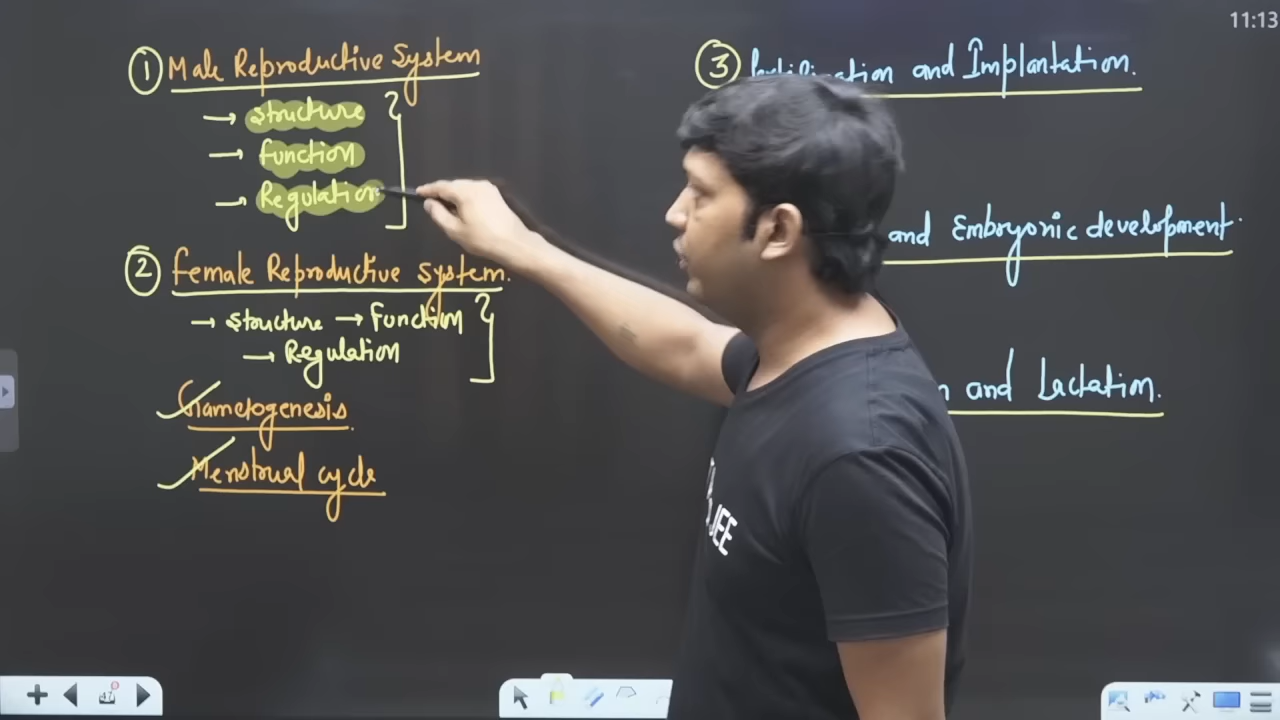 11:13
① Male Reproductive System
→ structure
→ function
→ Regulation
② female Reproductive system.
→ structure → function
→ Regulation
Gametogenesis
Menstrual cycle
③ and Implantation.
and Embryonic development.
and Lactation.
JEE